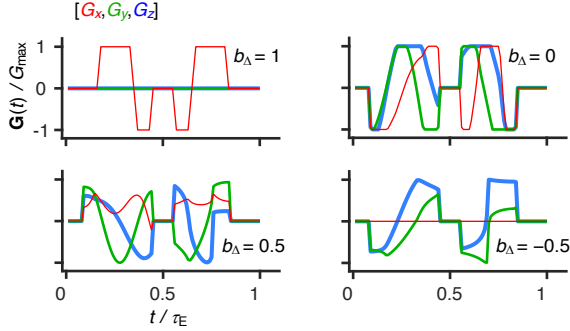 [Gx,Gy,Gz]
G(t) / Gmax
1
0
-1
bΔ = 1
bΔ = 0
bΔ = 0.5
bΔ = −0.5
0 0.5 1
0 0.5 1
t / τE